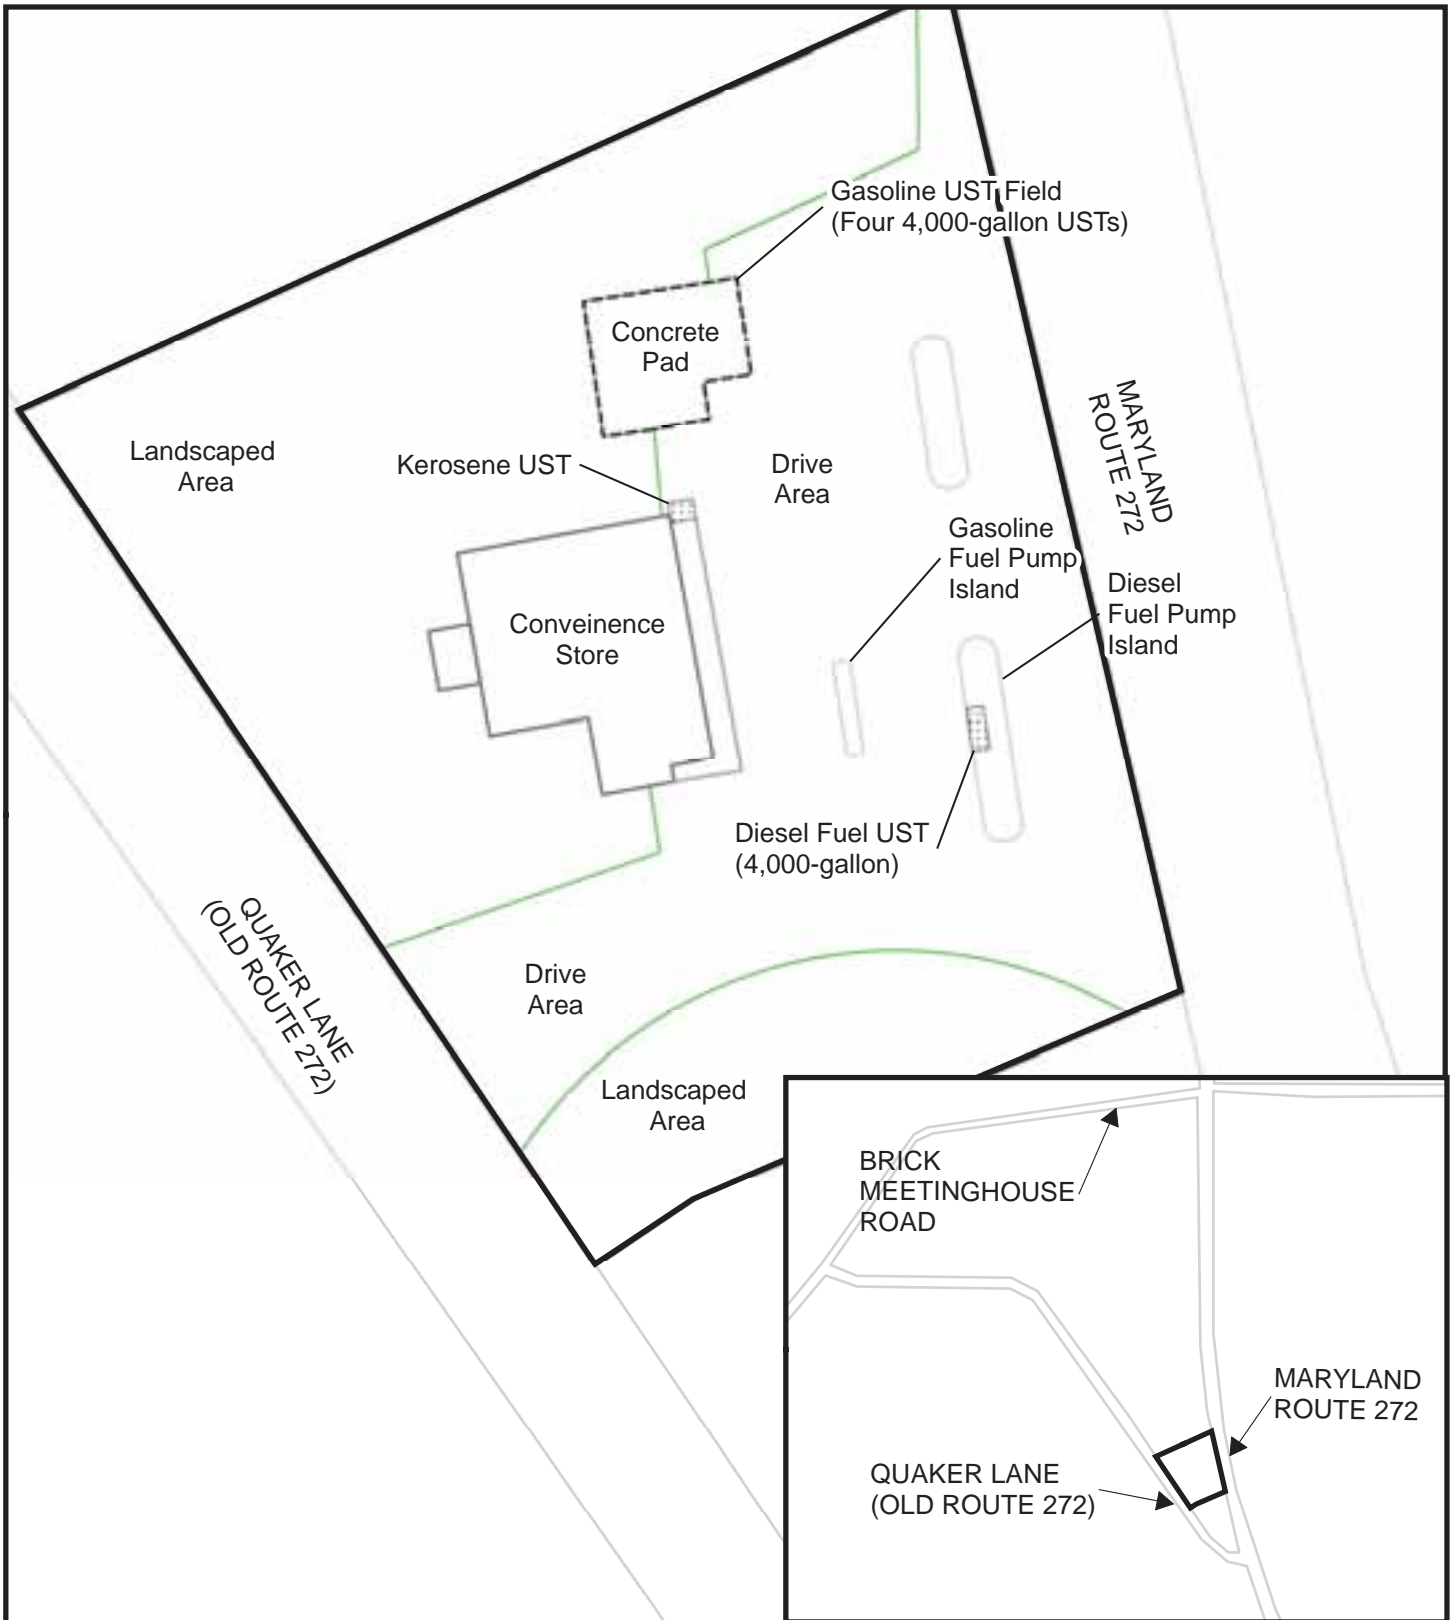 Gasoline UST Field
(Four 4,000-gallon USTs)
Concrete
Pad
Landscaped
Area
Kerosene UST
Drive
Area
MARYLAND
ROUTE 272
Gasoline
Fuel Pump
Island
Diesel
Fuel Pump
Island
Conveinence
Store
Diesel Fuel UST
(4,000-gallon)
QUAKER LANE
(OLD ROUTE 272)
Drive
Area
Landscaped
Area
BRICK
MEETINGHOUSE
ROAD
MARYLAND
ROUTE 272
QUAKER LANE
(OLD ROUTE 272)